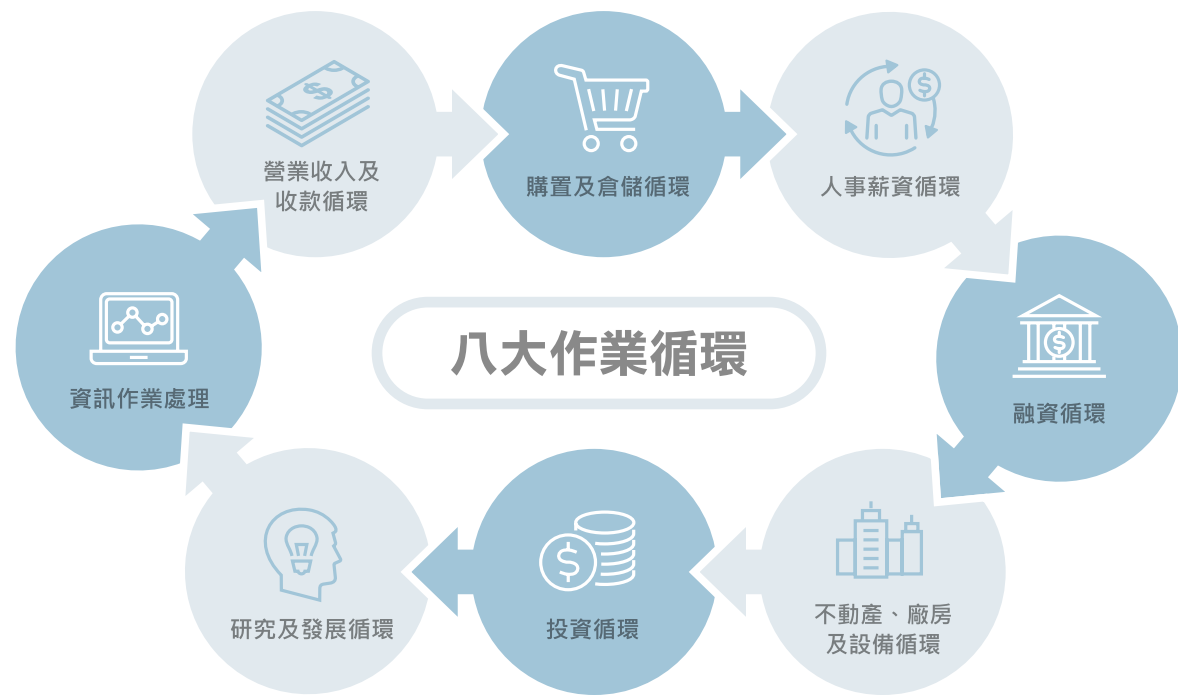 營業收入及
收款循環
購置及倉儲循環
人事薪資循環
融資循環
不動產、廠房
及設備循環
投資循環
研究及發展循環
資訊作業處理
八大作業循環
$
$
$
$